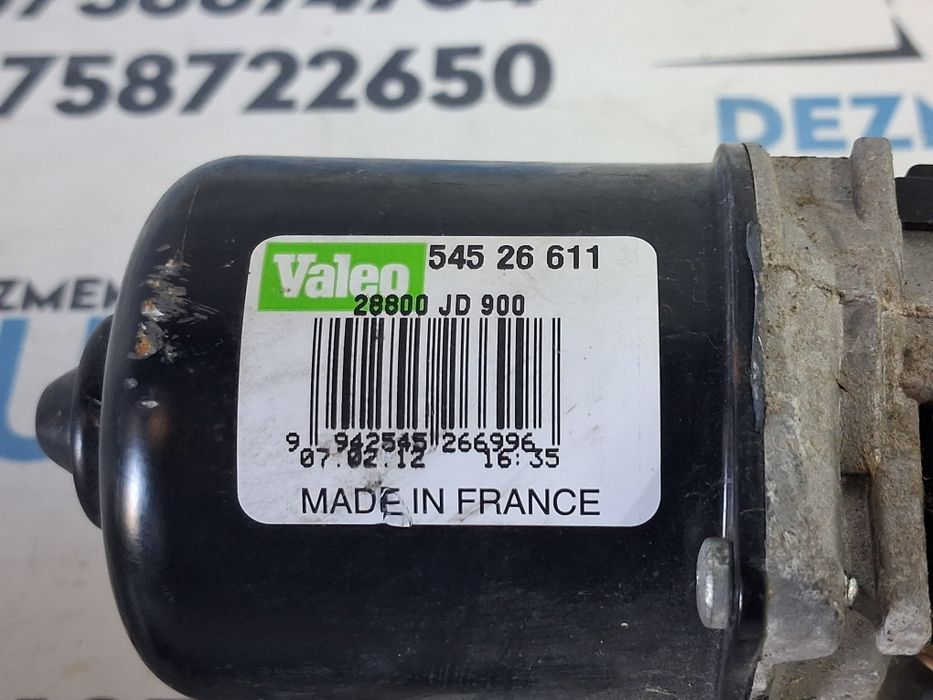 758722650
DEZM
Valeo
545 26 611
28800 JD 900
9 942545 266996
07.02.12 16:35
MADE IN FRANCE